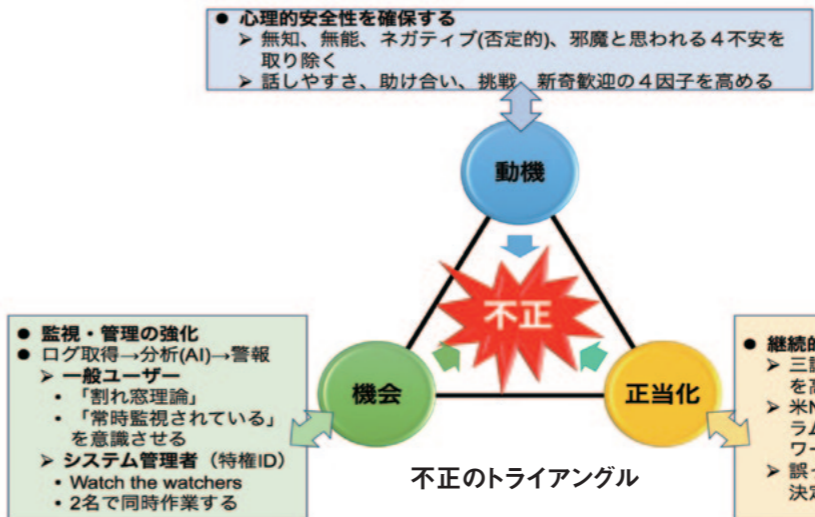 ● 心理的安全性を確保する
➢ 無知、無能、ネガティブ(否定的)、邪魔と思われる４不安を
取り除く
➢ 話しやすさ、助け合い、挑戦、新奇歓迎の４因子を高める
動機
不正
機会
正当化
不正のトライアングル
● 監視・管理の強化
● ログ取得→分析(AI)→警報
➢ 一般ユーザー
・ 「割れ窓理論」
・ 「常時監視されている」
を意識させる
➢ システム管理者（特権ID）
• Watch the watchers
• 2名で同時作業する
● 継続的
➢ 三
を高
➢ 米N
ラム
ワー
➢ 誤
決定